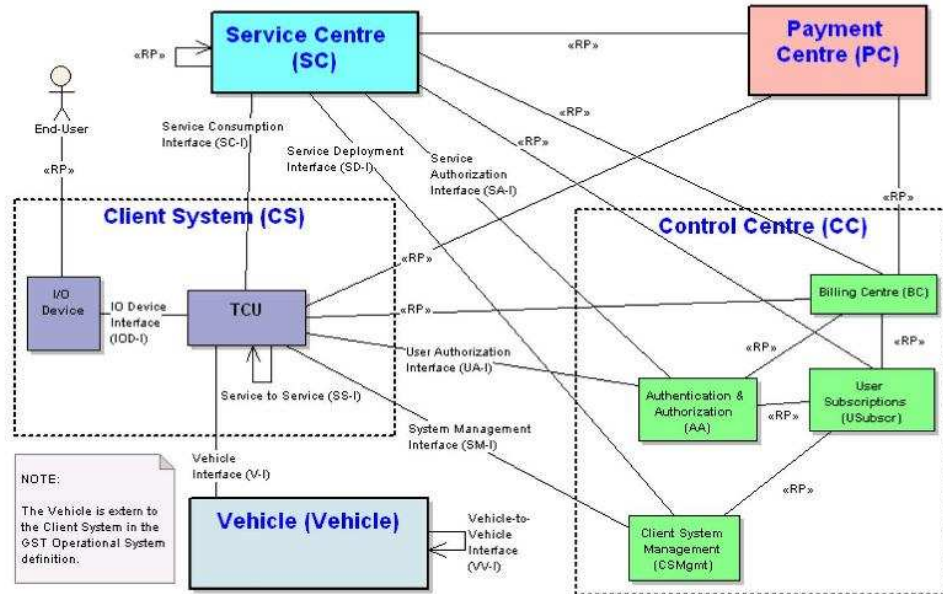 Service Centre
(SC)
Payment
Centre (PC)
«RP»
«RP»
End-User
«RP»
«RP»
Service Consumption
Interface (SC-I)
Service Deployment
Interface (SD-I)
Service
Authorization
Interface (SA-I)
«RP»
«RP»
«RP»
Client System (CS)
Control Centre (CC)
«RP»
I/O
Device
IO Device
Interface
(IOD-I)
TCU
«RP»
Billing Centre (BC)
User Authorization
Interface (UA-I)
«RP»
«RP»
Service to Service (SS-I)
Authentication &
Authorization
(AA)
«RP»
User
Subscriptions
(USubscr)
System Management
Interface (SM-I)
Vehicle
Interface (V-I)
«RP»
NOTE:
The Vehicle is extern to
the Client System in the
GST Operational System
definition.
Vehicle (Vehicle)
Vehicle-to-
Vehicle
Interface
(VV-I)
Client System
Management
(CSMgmt)